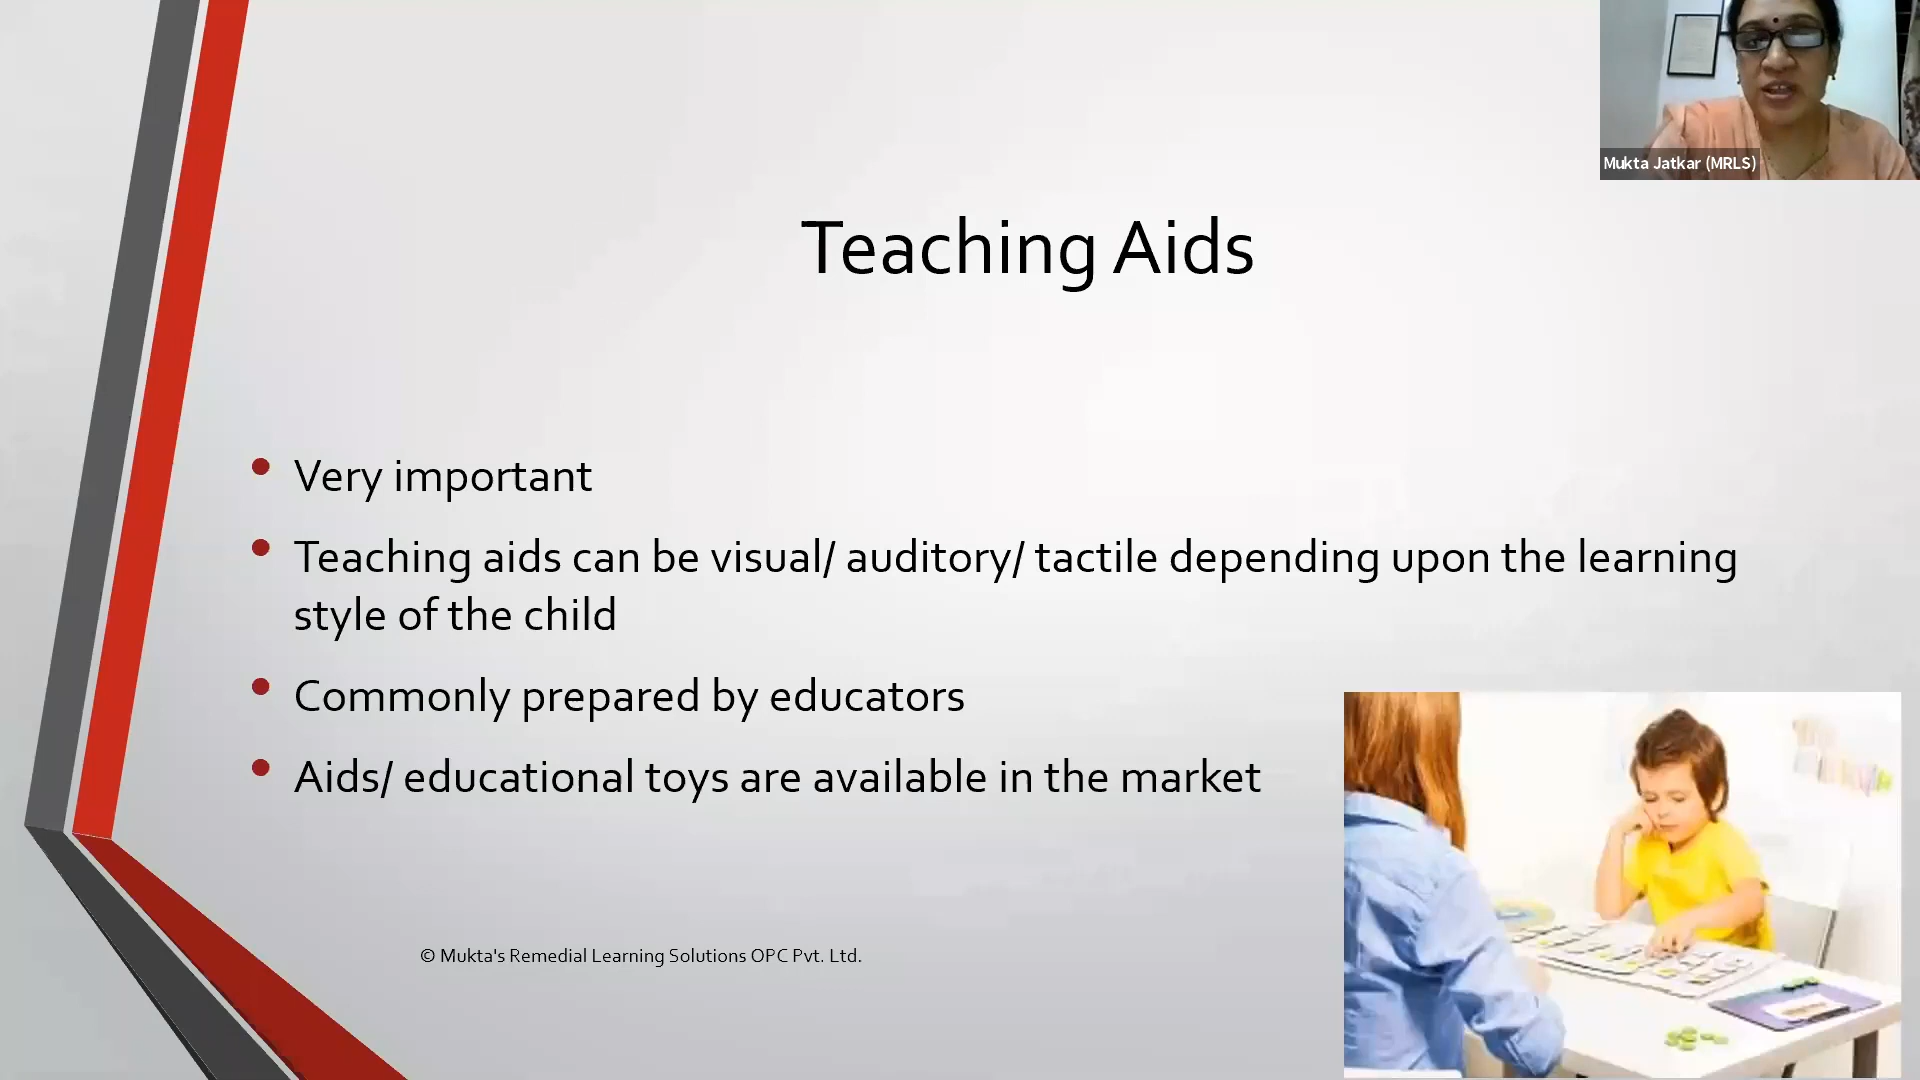 Mukta Jatkar (MRLS)
Teaching Aids
Very important
Teaching aids can be visual/ auditory/ tactile depending upon the learning
style of the child
Commonly prepared by educators
Aids/ educational toys are available in the market
© Mukta's Remedial Learning Solutions OPC Pvt. Ltd.